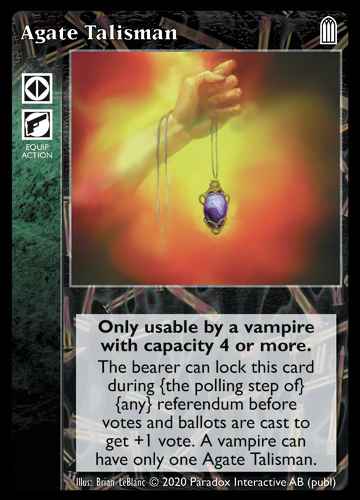 Agate Talisman
EQUIP
ACTION
Only usable by a vampire
with capacity 4 or more.
The bearer can lock this card
during {the polling step of}
{any} referendum before
votes and ballots are cast to
get +1 vote. A vampire can
have only one Agate Talisman.
Illus: Brian LeBlanc © 2020 Paradox Interactive AB (publ)